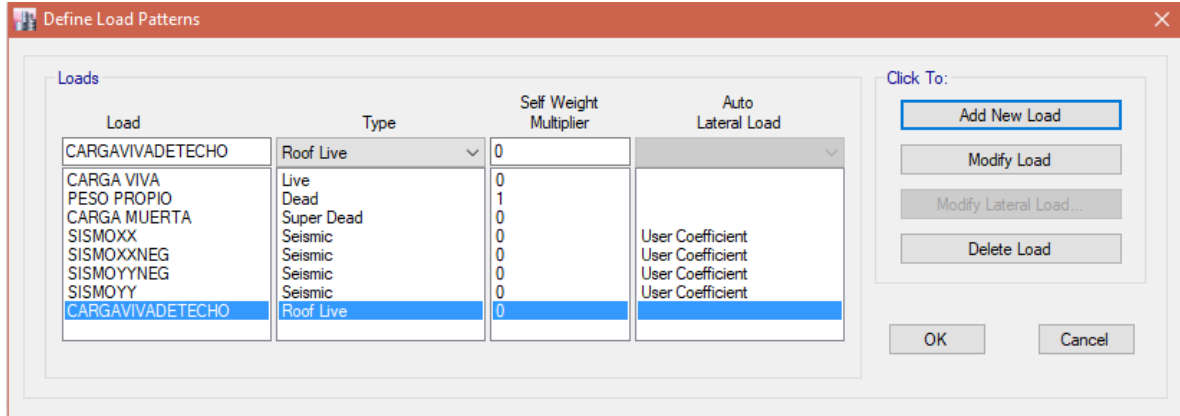 Define Load Patterns
Loads
Click To:
Load Type Self Weight Multiplier Auto Lateral Load
CARGAVIVADETECHO Roof Live 0
CARGA VIVA Live 0
PESO PROPIO Dead 1
CARGA MUERTA Super Dead 0
SISMOXX Seismic 0 User Coefficient
SISMOXXNEG Seismic 0 User Coefficient
SISMOYYNEG Seismic 0 User Coefficient
SISMOYY Seismic 0 User Coefficient
CARGAVIVADETECHO Roof Live 0
Add New Load
Modify Load
Modify Lateral Load...
Delete Load
OK Cancel